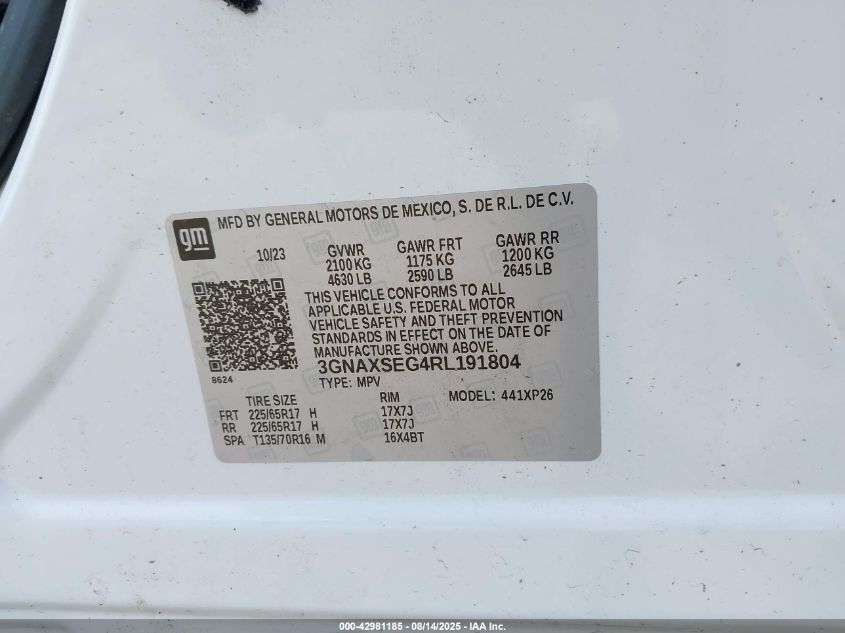 gm
MFD BY GENERAL MOTORS DE MEXICO, S. DE R.L. DE C.V.
10/23 GVWR GAWR FRT GAWR RR
2100 KG 1175 KG 1200 KG
4630 LB 2590 LB 2645 LB
THIS VEHICLE CONFORMS TO ALL
APPLICABLE U.S. FEDERAL MOTOR
VEHICLE SAFETY AND THEFT PREVENTION
STANDARDS IN EFFECT ON THE DATE OF
MANUFACTURE SHOWN ABOVE.
8624
3GNAXSEG4RL191804
TYPE: MPV
TIRE SIZE RIM MODEL: 441XP26
FRT 225/65R17 H 17X7J
RR 225/65R17 H 17X7J
SPA T135/70R16 M 16X4BT
000-42981185 - 08/14/2025 - IAA Inc.